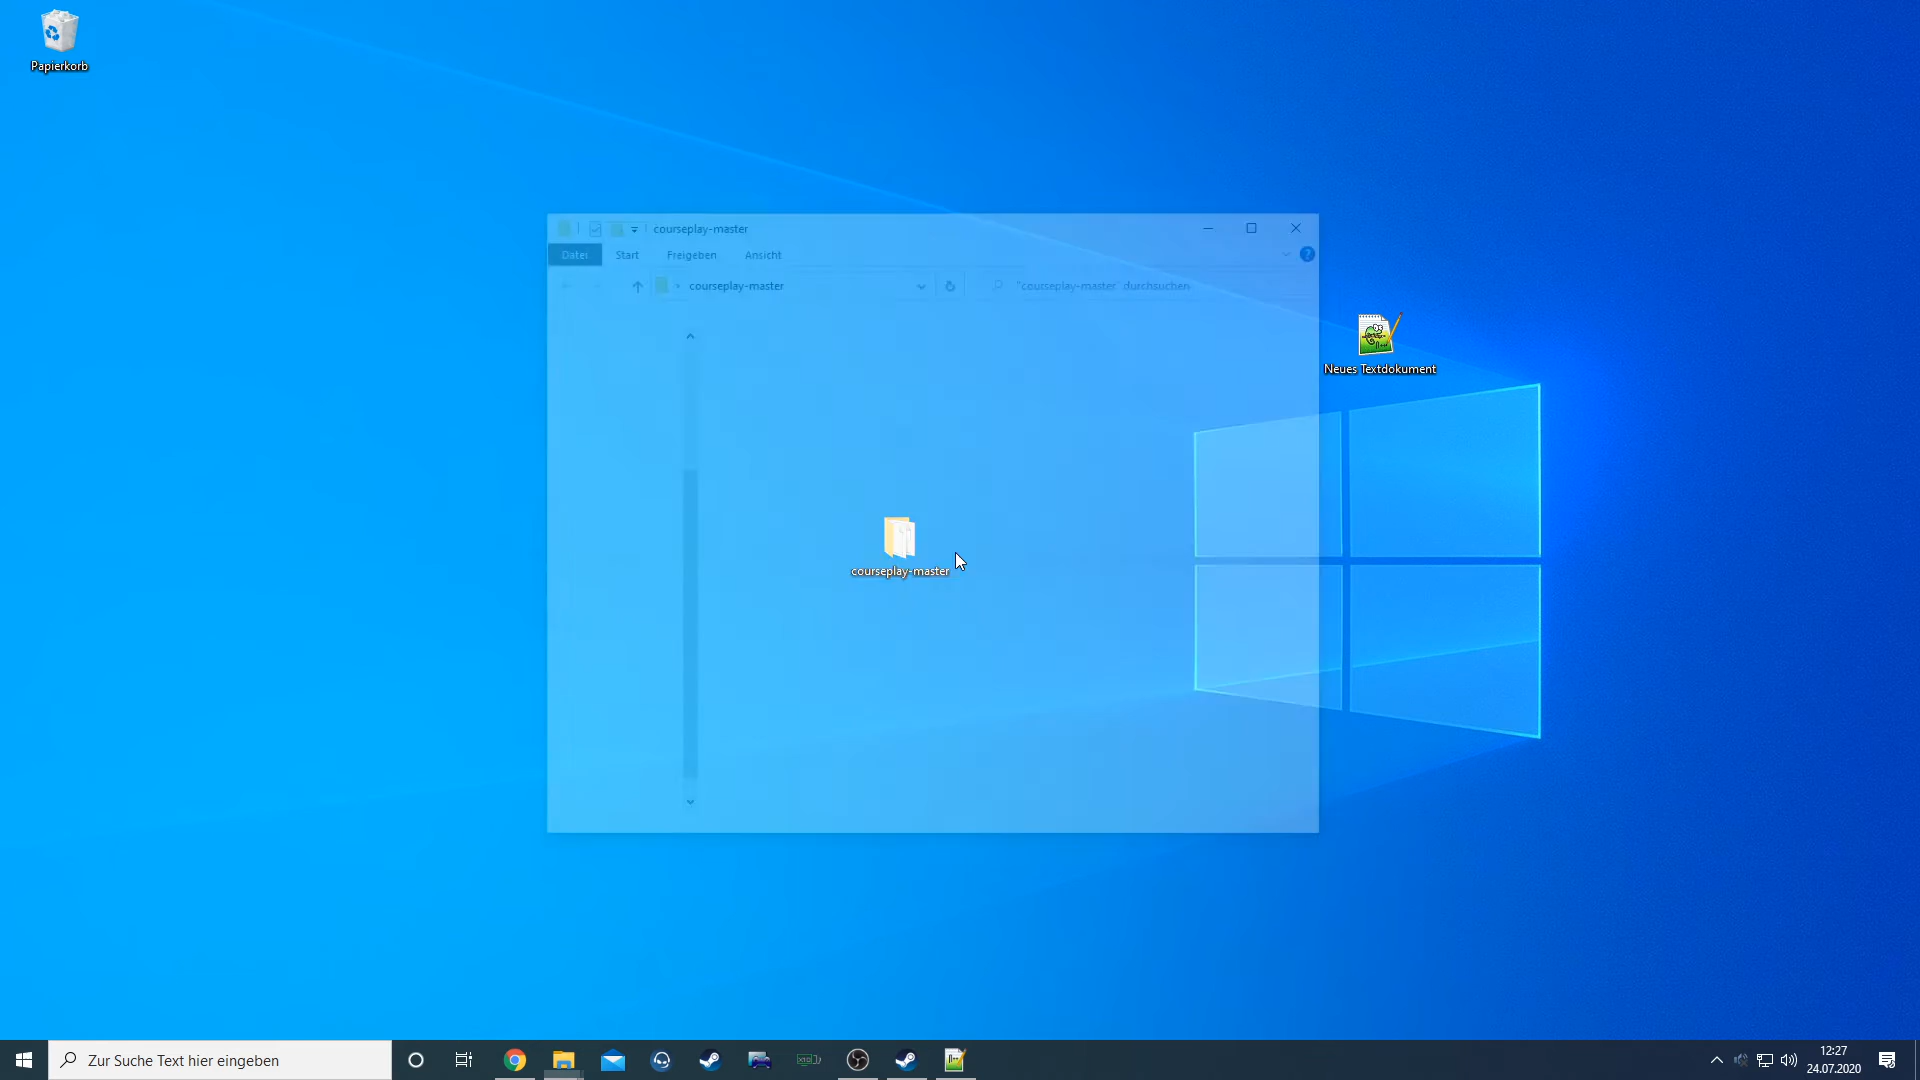 Papierkorb
courseplay-master
Datei Start Freigeben Ansicht
courseplay-master "courseplay-master" durchsuchen
Neues Textdokument
courseplay-master
Zur Suche Text hier eingeben
12:27
24.07.2020